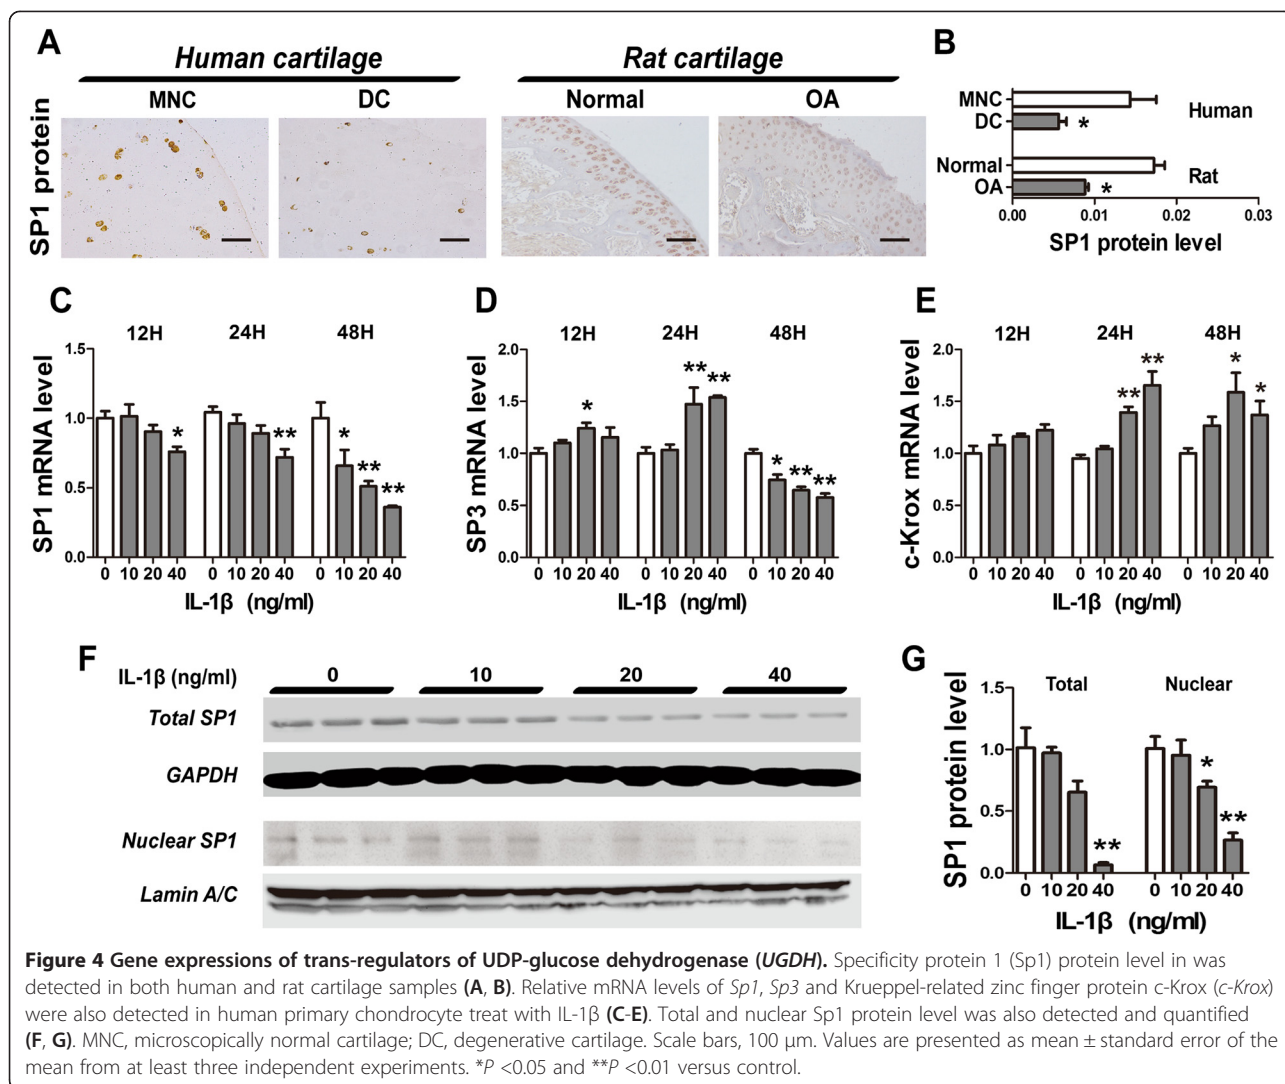 A
Human cartilage
Rat cartilage
MNC
DC
Normal
OA
SP1 protein
B
MNC
DC
*
Human
Normal
OA
*
Rat
0.00 0.01 0.02 0.03
SP1 protein level
C
12H 24H 48H
SP1 mRNA level
1.5
1.0
0.5
0.0
* ** * ** **
0 10 20 40 0 10 20 40 0 10 20 40
IL-1β (ng/ml)
D
12H 24H 48H
SP3 mRNA level
2.0
1.5
1.0
0.5
0.0
* ** ** * ** **
0 10 20 40 0 10 20 40 0 10 20 40
IL-1β (ng/ml)
E
12H 24H 48H
c-Krox mRNA level
2.0
1.5
1.0
0.5
0.0
** ** * *
0 10 20 40 0 10 20 40 0 10 20 40
IL-1β (ng/ml)
F
IL-1β (ng/ml) 0 10 20 40
Total SP1
GAPDH
Nuclear SP1
Lamin A/C
G
Total Nuclear
SP1 protein level
1.5
1.0
0.5
0.0
** * **
0 10 20 40 0 10 20 40
IL-1β (ng/ml)
Figure 4 Gene expressions of trans-regulators of UDP-glucose dehydrogenase (UGDH). Specificity protein 1 (Sp1) protein level in was
detected in both human and rat cartilage samples (A, B). Relative mRNA levels of Sp1, Sp3 and Krueppel-related zinc finger protein c-Krox (c-Krox)
were also detected in human primary chondrocyte treat with IL-1β (C-E). Total and nuclear Sp1 protein level was also detected and quantified
(F, G). MNC, microscopically normal cartilage; DC, degenerative cartilage. Scale bars, 100 μm. Values are presented as mean ± standard error of the
mean from at least three independent experiments. *P <0.05 and **P <0.01 versus control.